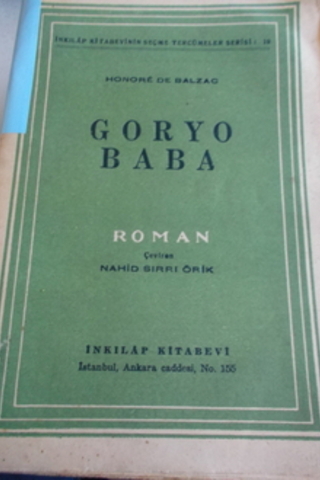 İNKILÂP KİTABEVİNİN SEÇME TERCÜMELER SERİSİ: 19
HONORÉ DE BALZAC
GORYO
BABA
ROMAN
Çeviren
NAHİD SIRRI ÖRİK
İNKILÂP KİTABEVİ
İstanbul, Ankara caddesi, No. 155